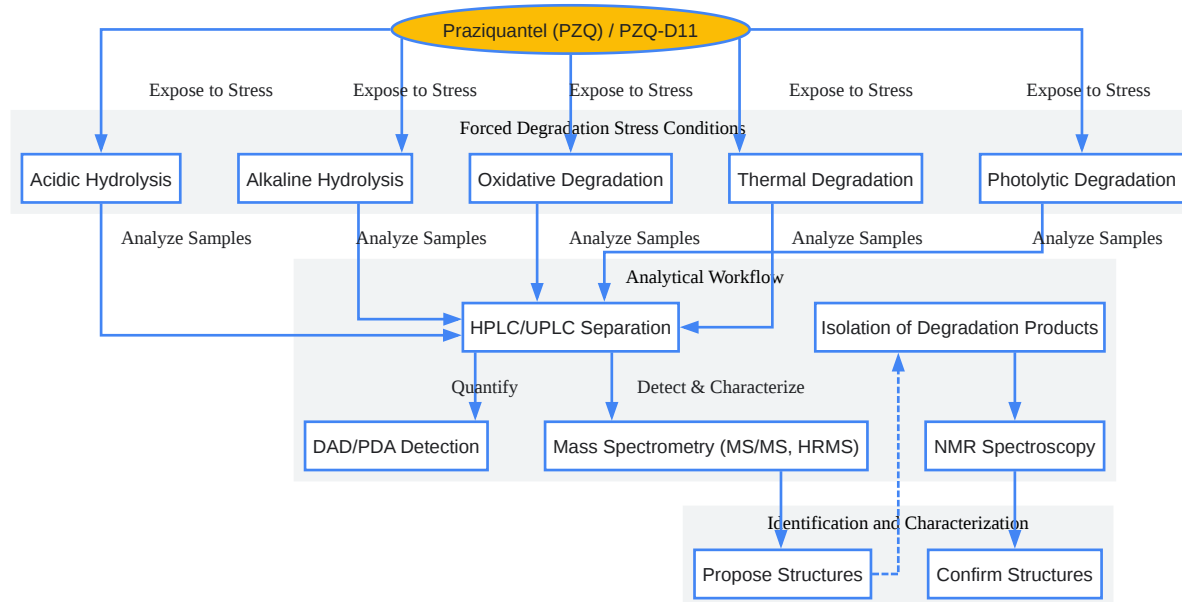 Praziquantel (PZQ) / PZQ-D11
Expose to Stress
Expose to Stress
Expose to Stress
Expose to Stress
Expose to Stress
Forced Degradation Stress Conditions
Acidic Hydrolysis
Alkaline Hydrolysis
Oxidative Degradation
Thermal Degradation
Photolytic Degradation
Analyze Samples
Analyze Samples
Analyze Samples
Analyze Samples
Analyze Samples
Analytical Workflow
HPLC/UPLC Separation
Isolation of Degradation Products
Quantify
Detect & Characterize
DAD/PDA Detection
Mass Spectrometry (MS/MS, HRMS)
NMR Spectroscopy
Identification and Characterization
Propose Structures
Confirm Structures